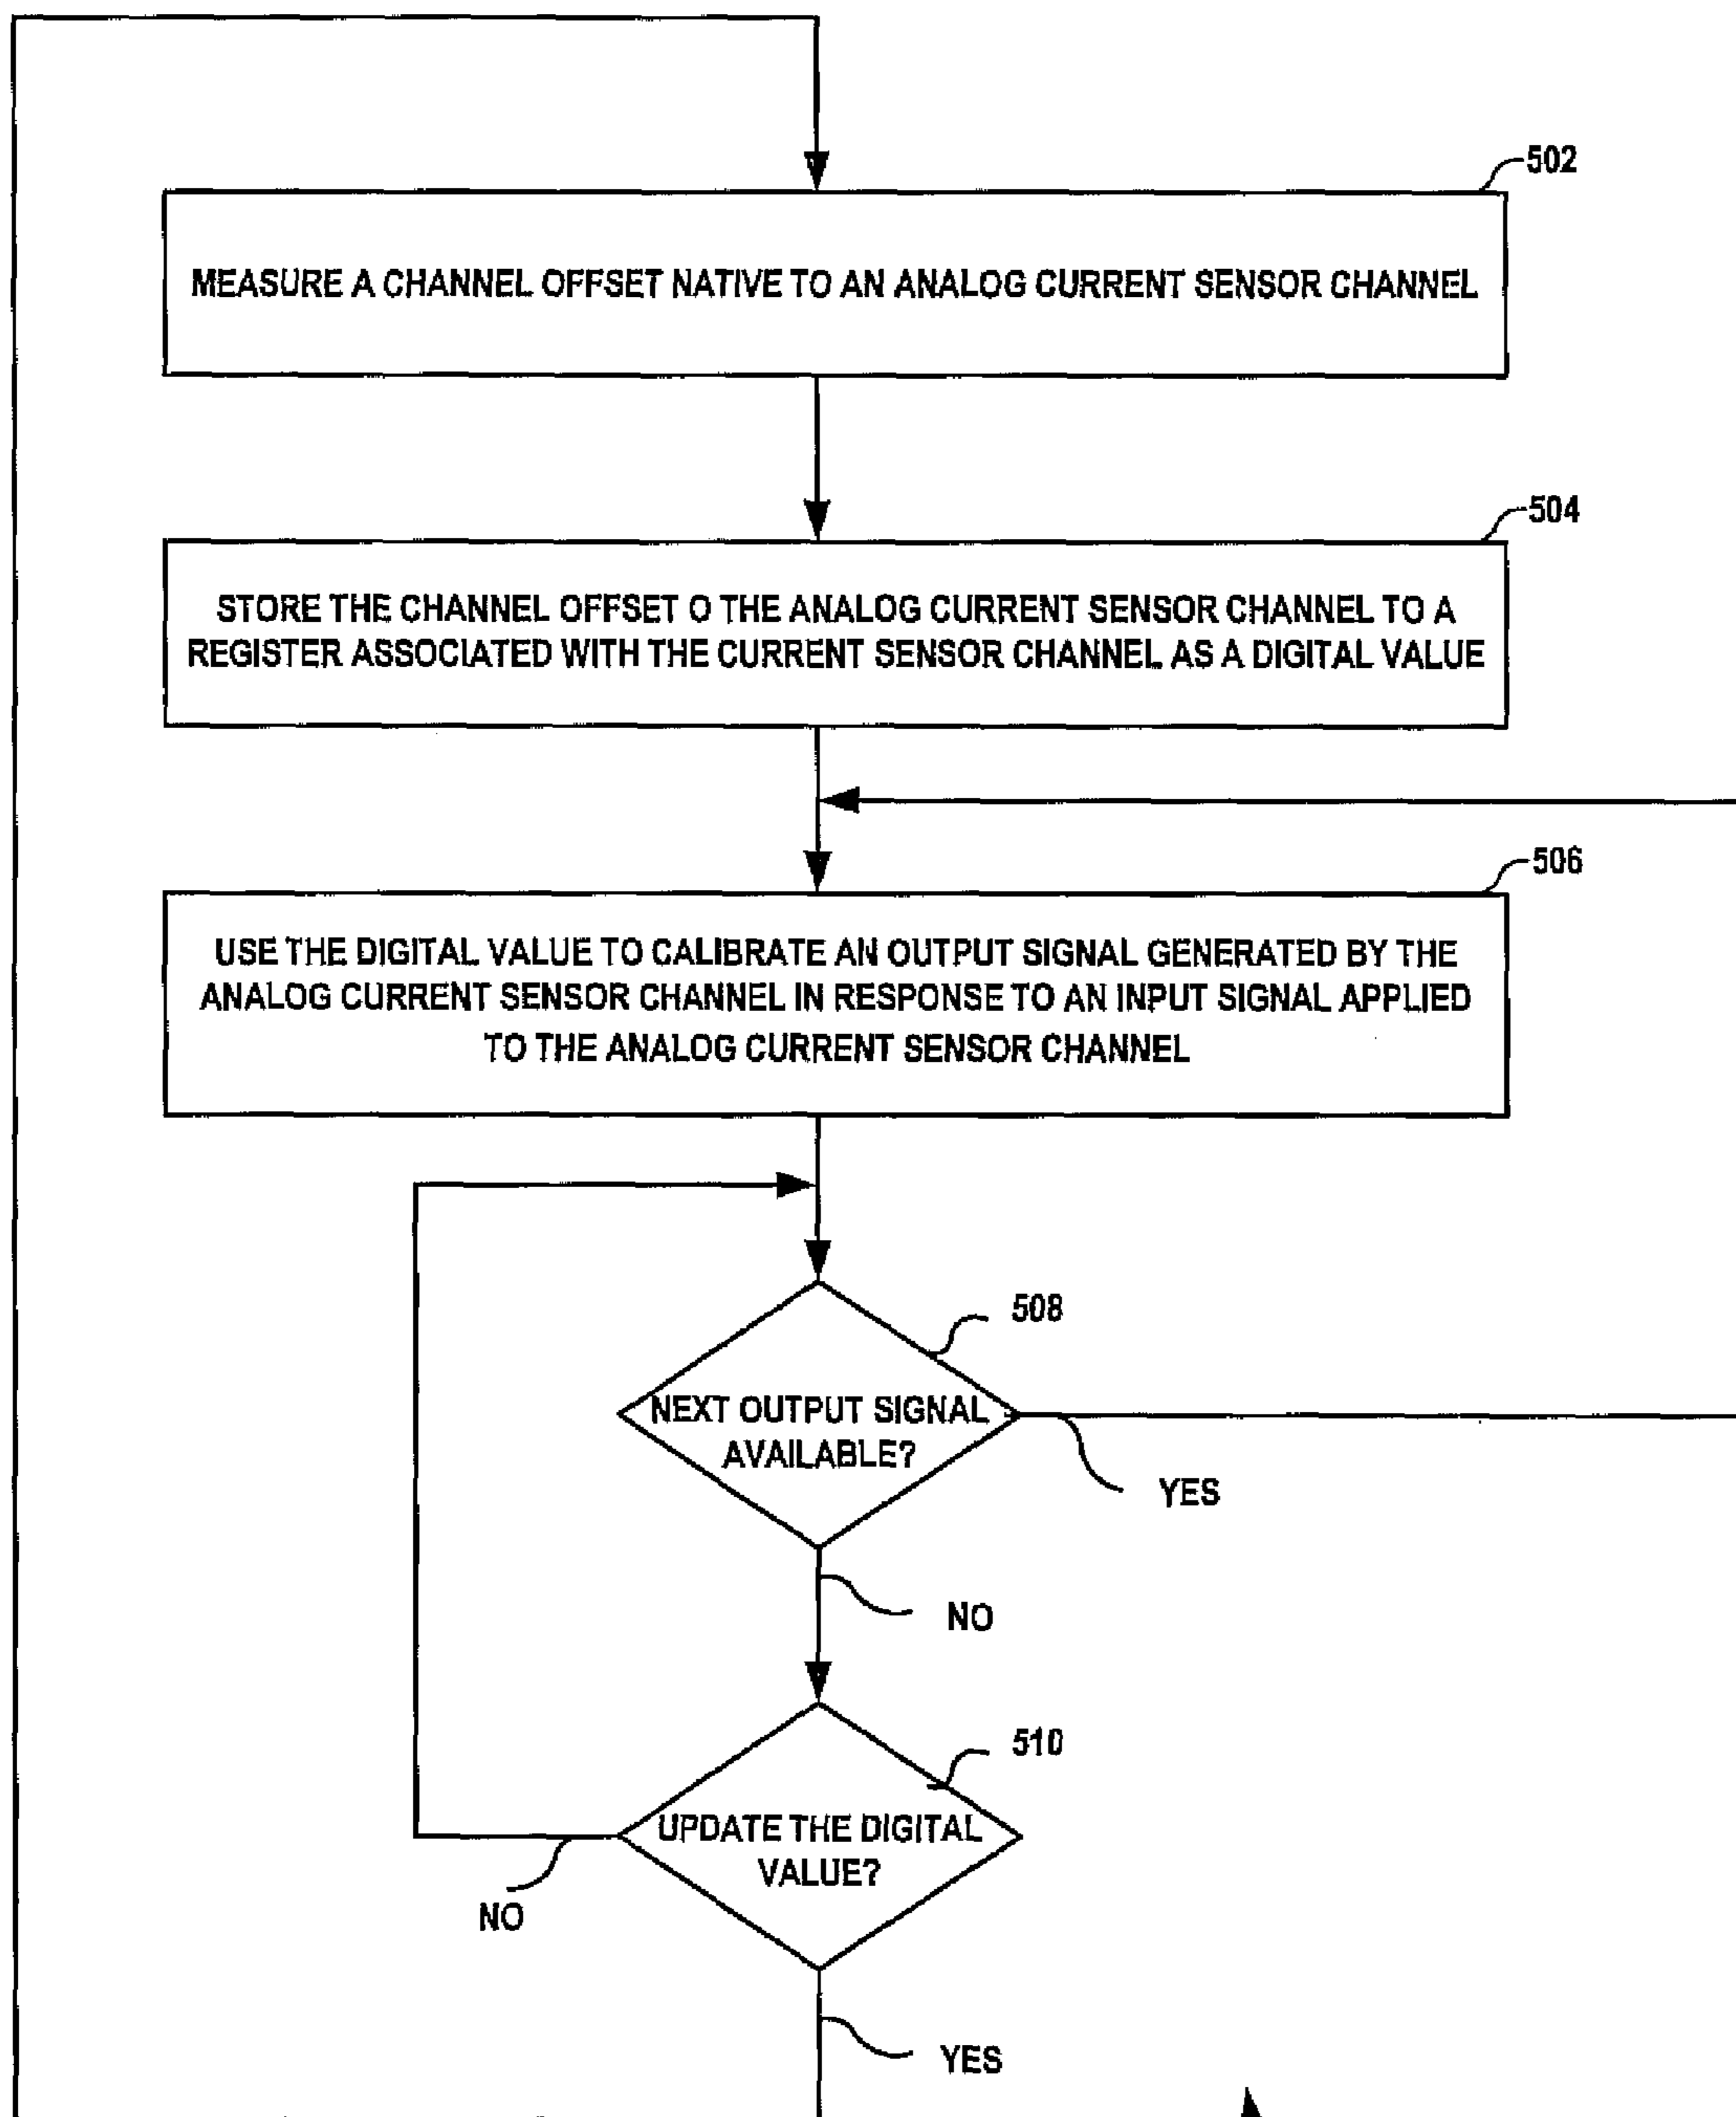 502
MEASURE A CHANNEL OFFSET NATIVE TO AN ANALOG CURRENT SENSOR CHANNEL
504
STORE THE CHANNEL OFFSET O THE ANALOG CURRENT SENSOR CHANNEL TO A
REGISTER ASSOCIATED WITH THE CURRENT SENSOR CHANNEL AS A DIGITAL VALUE
506
USE THE DIGITAL VALUE TO CALIBRATE AN OUTPUT SIGNAL GENERATED BY THE
ANALOG CURRENT SENSOR CHANNEL IN RESPONSE TO AN INPUT SIGNAL APPLIED
TO THE ANALOG CURRENT SENSOR CHANNEL
508
NEXT OUTPUT SIGNAL
AVAILABLE?
YES
NO
510
UPDATE THE DIGITAL
VALUE?
NO
YES